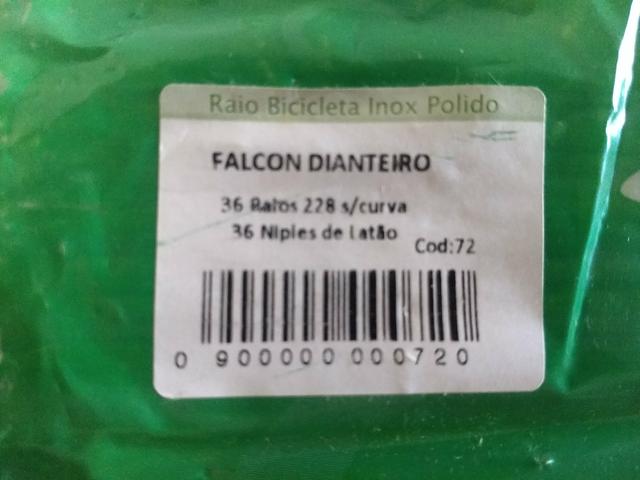 Raio Bicicleta Inox Polido
FALCON DIANTEIRO
36 Raios 228 s/curva
36 Niples de Latão
Cod:72
0 900000 000720